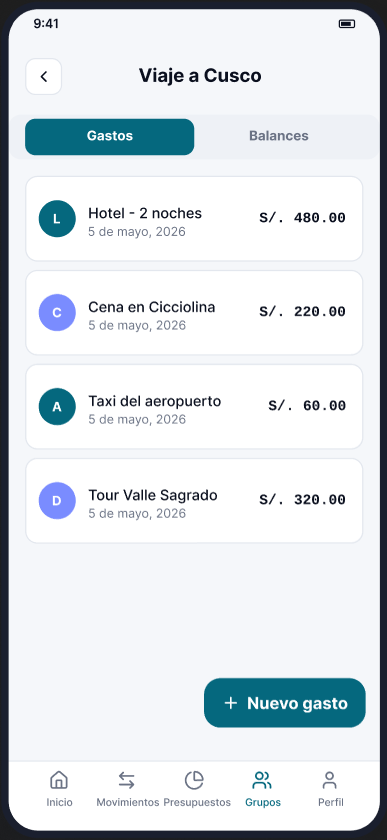 9:41
Viaje a Cusco
Gastos Balances
L Hotel - 2 noches S/. 480.00
5 de mayo, 2026
C Cena en Cicciolina S/. 220.00
5 de mayo, 2026
A Taxi del aeropuerto S/. 60.00
5 de mayo, 2026
D Tour Valle Sagrado S/. 320.00
5 de mayo, 2026
+ Nuevo gasto
Inicio Movimientos Presupuestos Grupos Perfil